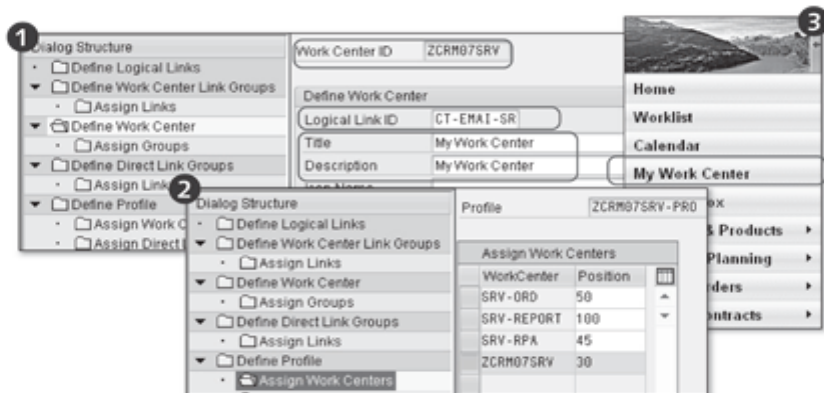 1
Dialog Structure
Define Logical Links
Define Work Center Link Groups
Assign Links
Define Work Center
Assign Groups
Define Direct Link Groups
Assign Link
Define Profile
Assign Work C
Assign Direct
Work Center ID ZCRM07SRV
Define Work Center
Logical Link ID CT-EMAI-SR
Title My Work Center
Description My Work Center
Icon Name
2
Dialog Structure
Define Logical Links
Define Work Center Link Groups
Assign Links
Define Work Center
Assign Groups
Define Direct Link Groups
Assign Links
Define Profile
Assign Work Centers
Profile ZCRM07SRV-PRO
Assign Work Centers
WorkCenter Position
SRV-ORD 50
SRV-REPORT 100
SRV-RPA 45
ZCRM07SRV 30
3
Home
Worklist
Calendar
My Work Center
ox
& Products
Planning
rders
ontracts